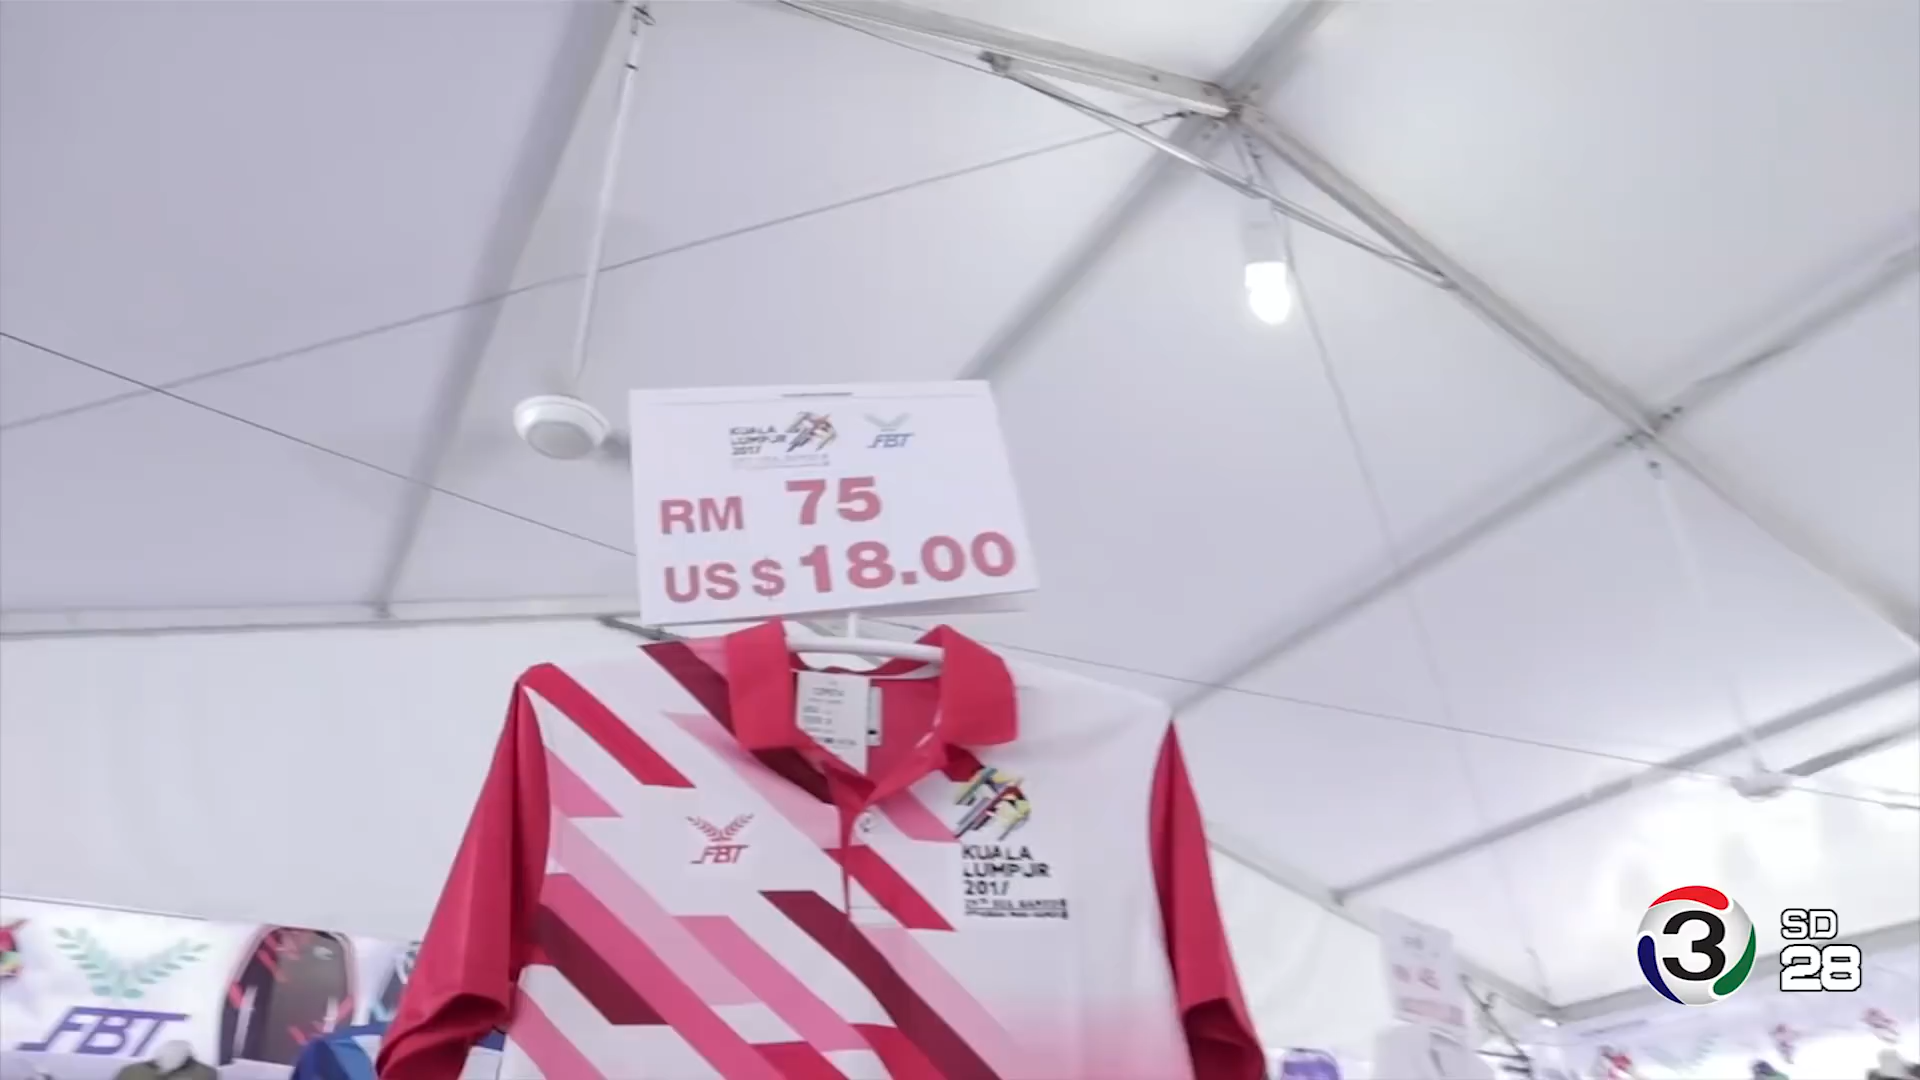 KUALA
LUMPUR
2017
FBT
RM 75
US$ 18.00
FBT
KUALA
LUMPUR
2017
FBT
3
SD
28